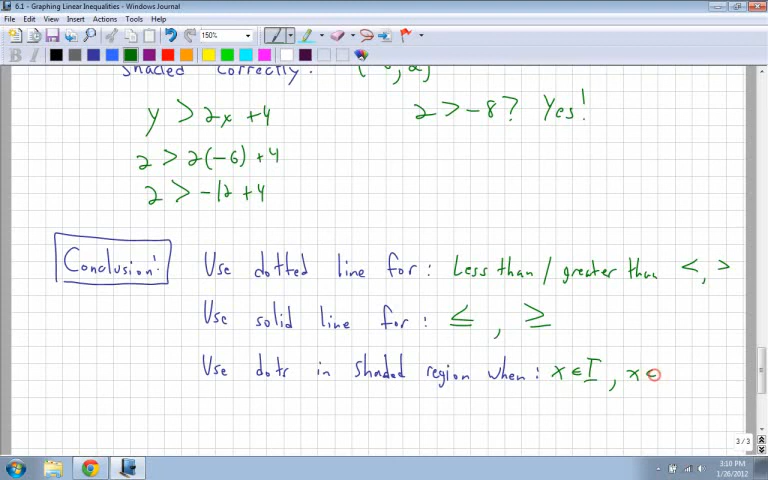 6.1 - Graphing Linear Inequalities - Windows Journal
File Edit View Insert Actions Tools Help
150%
B I
Shaded Correctly.
y > 2x + 4
2 > -8? Yes!
2 > 2(-6) + 4
2 > -12 + 4
Conclusion!
Use dotted line for: Less than / greater than <, >
Use solid line for: ≤, ≥
Use dots in shaded region when: x ∈ I, x ∈
3/3
3:10 PM
1/26/2012